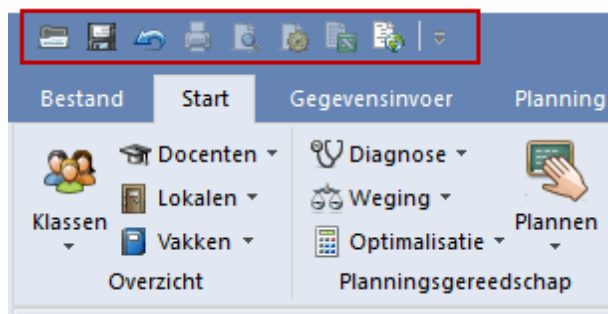 Bestand Start Gegevensinvoer Planning
Docenten Diagnose
Lokalen Weging
Klassen Plannen
Vakken Optimalisatie
Overzicht Planningsgereedschap